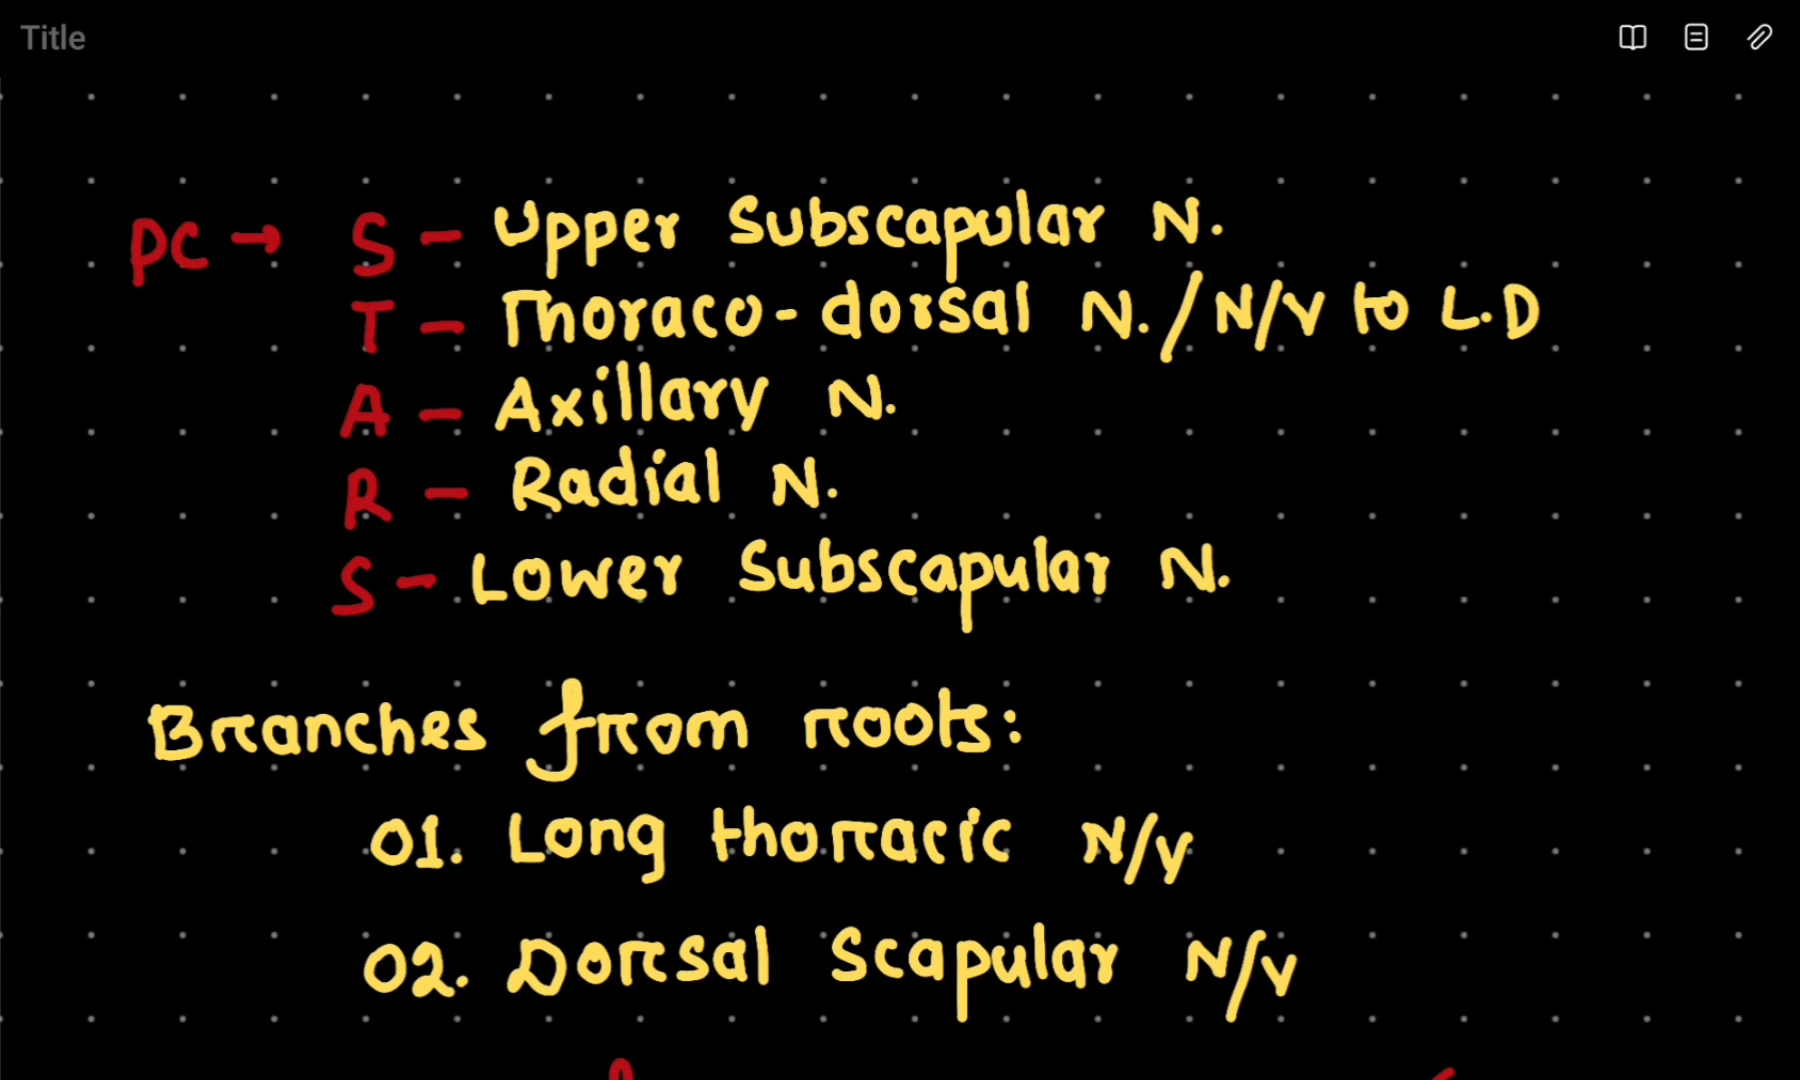 Title
PC → S - Upper Subscapular N.
T - Thoraco-dorsal N./N/V to L.D
A - Axillary N.
R - Radial N.
S - Lower Subscapular N.
Branches from roots:
01. Long thoracic N/V
02. Dorsal Scapular N/V